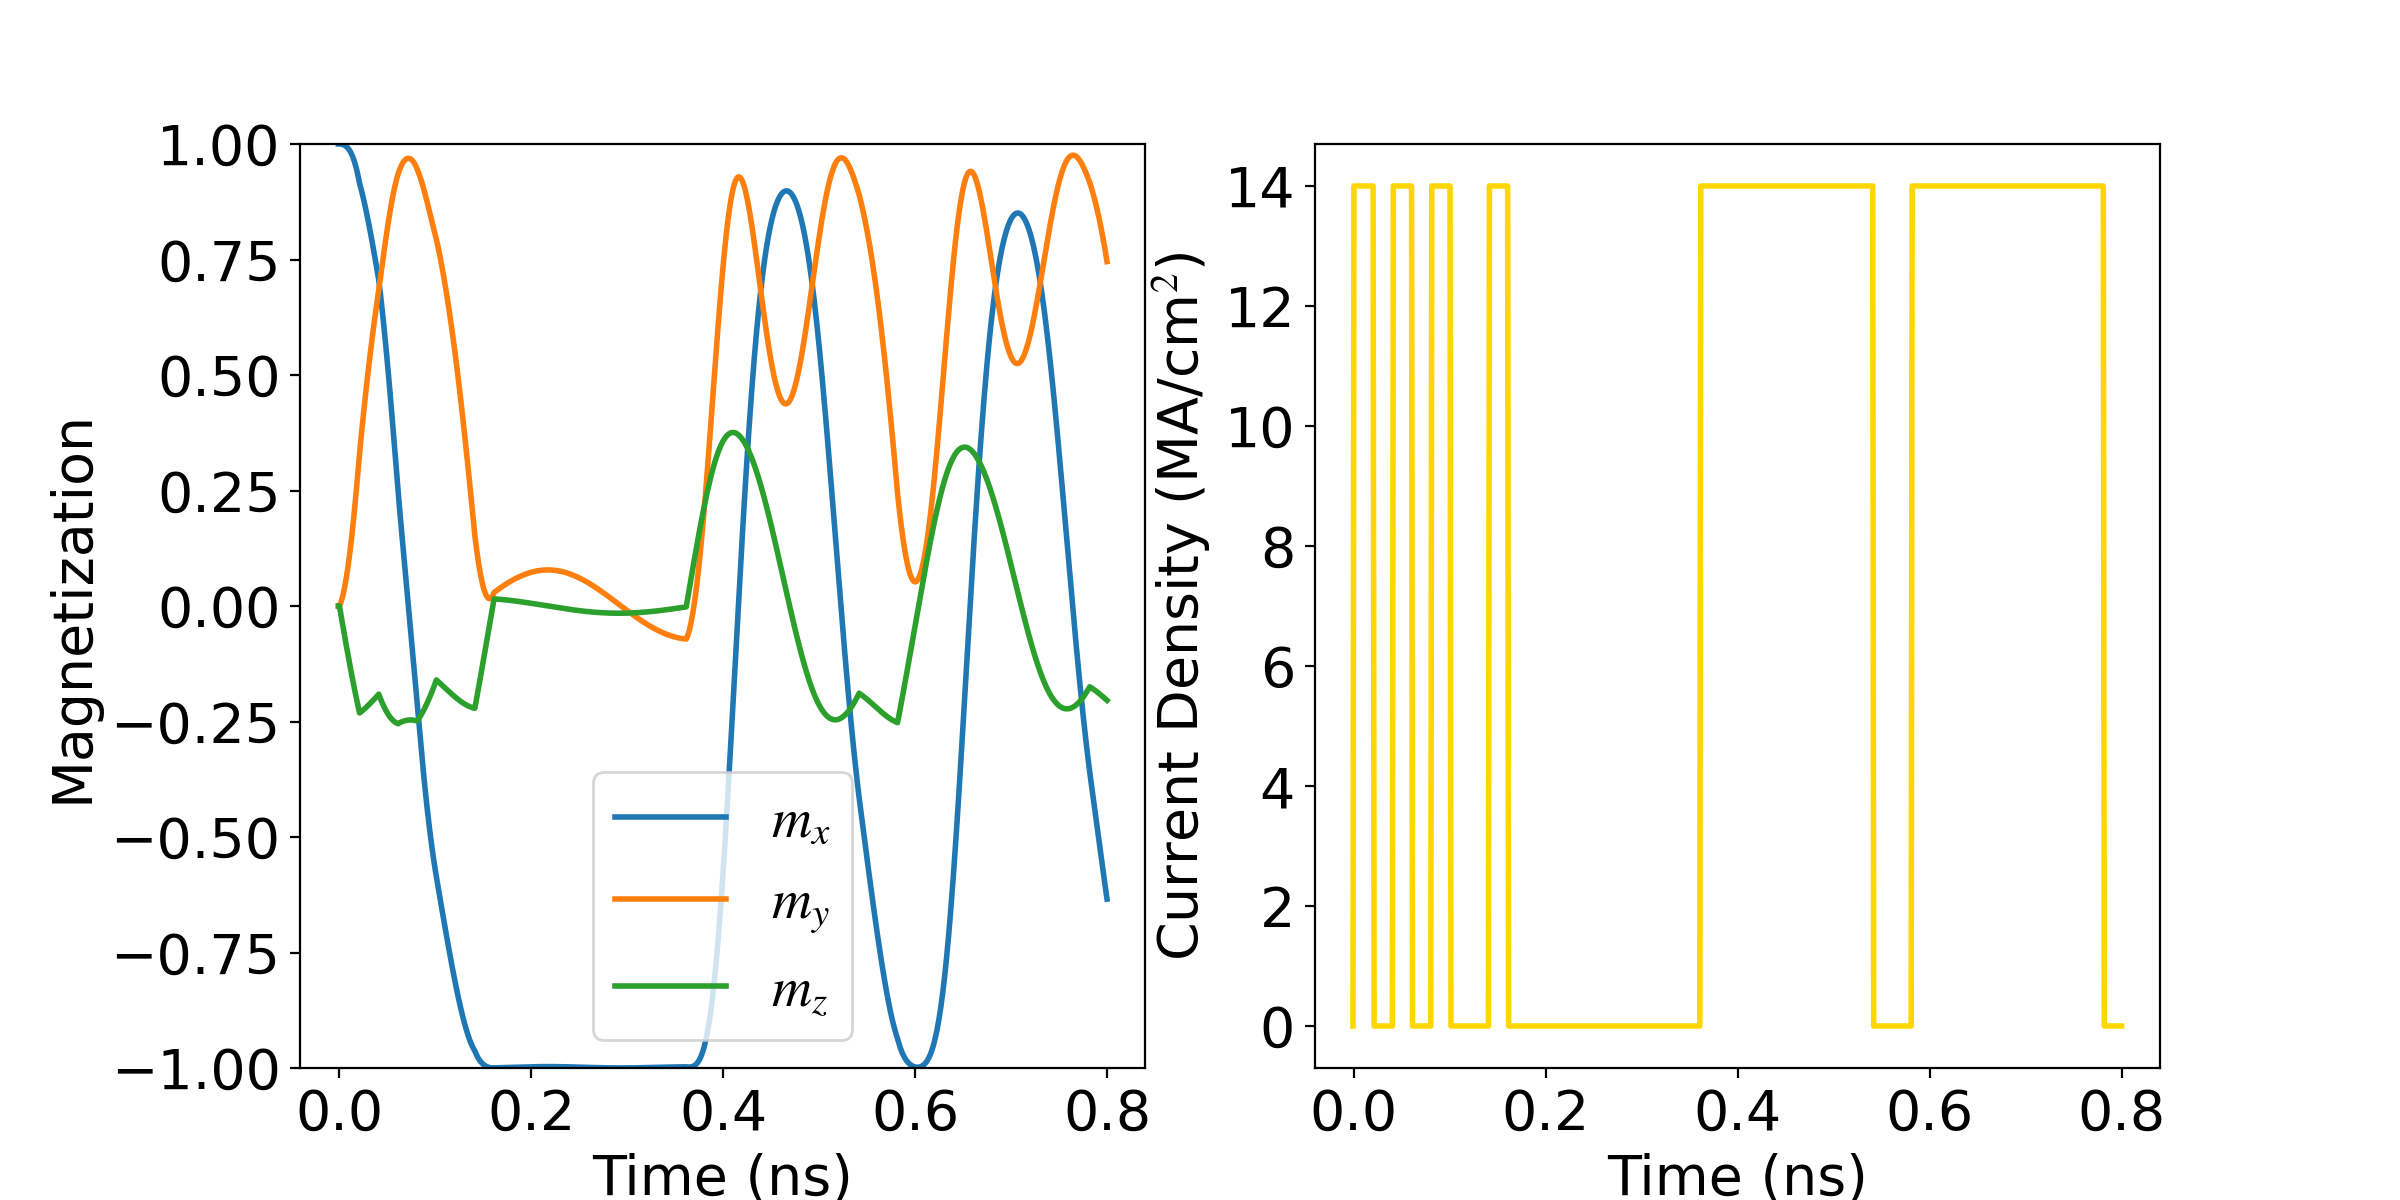 1.00
0.75
0.50
0.25
0.00
−0.25
−0.50
−0.75
−1.00
Magnetization
0.0 0.2 0.4 0.6 0.8
Time (ns)
m_x
m_y
m_z
14
12
10
8
6
4
2
0
Current Density (MA/cm²)
0.0 0.2 0.4 0.6 0.8
Time (ns)